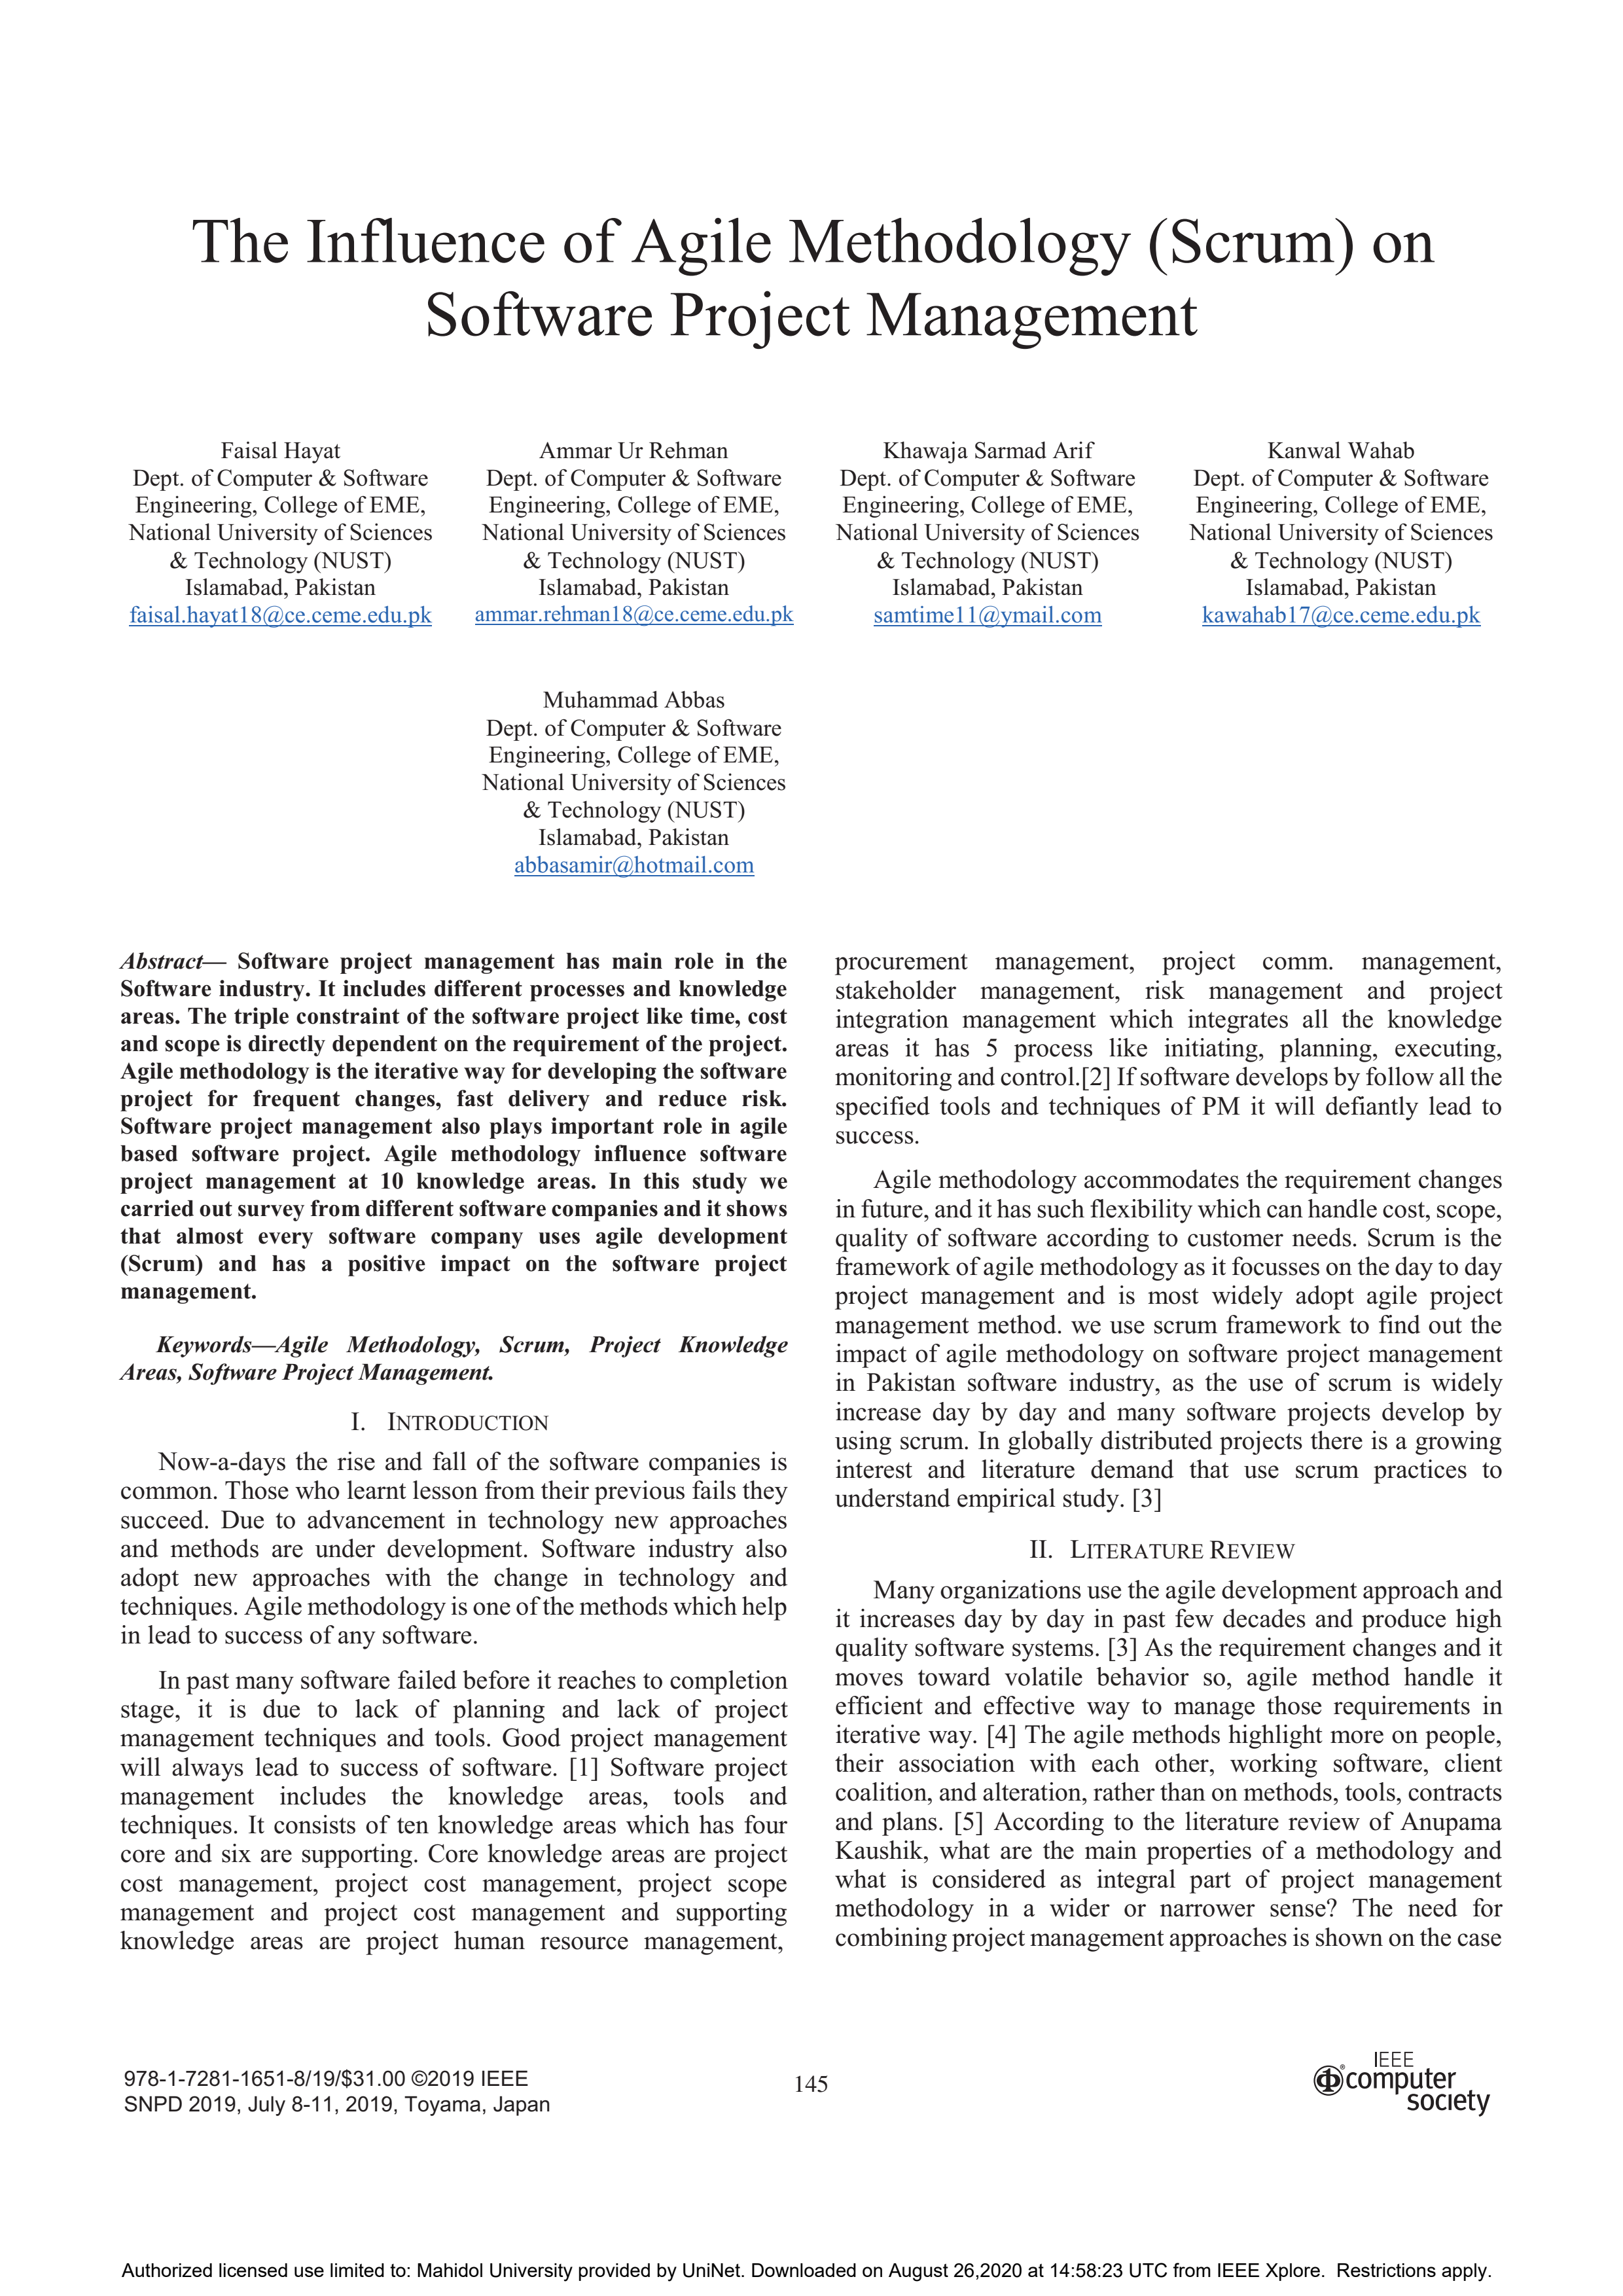 The Influence of Agile Methodology (Scrum) on
Software Project Management
Faisal Hayat
Dept. of Computer & Software
Engineering, College of EME,
National University of Sciences
& Technology (NUST)
Islamabad, Pakistan
faisal.hayat18@ce.ceme.edu.pk
Ammar Ur Rehman
Dept. of Computer & Software
Engineering, College of EME,
National University of Sciences
& Technology (NUST)
Islamabad, Pakistan
ammar.rehman18@ce.ceme.edu.pk
Khawaja Sarmad Arif
Dept. of Computer & Software
Engineering, College of EME,
National University of Sciences
& Technology (NUST)
Islamabad, Pakistan
samtime11@ymail.com
Kanwal Wahab
Dept. of Computer & Software
Engineering, College of EME,
National University of Sciences
& Technology (NUST)
Islamabad, Pakistan
kawahab17@ce.ceme.edu.pk
Muhammad Abbas
Dept. of Computer & Software
Engineering, College of EME,
National University of Sciences
& Technology (NUST)
Islamabad, Pakistan
abbasamir@hotmail.com
Abstract— Software project management has main role in the
Software industry. It includes different processes and knowledge
areas. The triple constraint of the software project like time, cost
and scope is directly dependent on the requirement of the project.
Agile methodology is the iterative way for developing the software
project for frequent changes, fast delivery and reduce risk.
Software project management also plays important role in agile
based software project. Agile methodology influence software
project management at 10 knowledge areas. In this study we
carried out survey from different software companies and it shows
that almost every software company uses agile development
(Scrum) and has a positive impact on the software project
management.
Keywords—Agile Methodology, Scrum, Project Knowledge
Areas, Software Project Management.
I. INTRODUCTION
Now-a-days the rise and fall of the software companies is
common. Those who learnt lesson from their previous fails they
succeed. Due to advancement in technology new approaches
and methods are under development. Software industry also
adopt new approaches with the change in technology and
techniques. Agile methodology is one of the methods which help
in lead to success of any software.
In past many software failed before it reaches to completion
stage, it is due to lack of planning and lack of project
management techniques and tools. Good project management
will always lead to success of software. [1] Software project
management includes the knowledge areas, tools and
techniques. It consists of ten knowledge areas which has four
core and six are supporting. Core knowledge areas are project
cost management, project cost management, project scope
management and project cost management and supporting
knowledge areas are project human resource management,
procurement management, project comm. management,
stakeholder management, risk management and project
integration management which integrates all the knowledge
areas it has 5 process like initiating, planning, executing,
monitoring and control.[2] If software develops by follow all the
specified tools and techniques of PM it will defiantly lead to
success.
Agile methodology accommodates the requirement changes
in future, and it has such flexibility which can handle cost, scope,
quality of software according to customer needs. Scrum is the
framework of agile methodology as it focusses on the day to day
project management and is most widely adopt agile project
management method. we use scrum framework to find out the
impact of agile methodology on software project management
in Pakistan software industry, as the use of scrum is widely
increase day by day and many software projects develop by
using scrum. In globally distributed projects there is a growing
interest and literature demand that use scrum practices to
understand empirical study. [3]
II. LITERATURE REVIEW
Many organizations use the agile development approach and
it increases day by day in past few decades and produce high
quality software systems. [3] As the requirement changes and it
moves toward volatile behavior so, agile method handle it
efficient and effective way to manage those requirements in
iterative way. [4] The agile methods highlight more on people,
their association with each other, working software, client
coalition, and alteration, rather than on methods, tools, contracts
and plans. [5] According to the literature review of Anupama
Kaushik, what are the main properties of a methodology and
what is considered as integral part of project management
methodology in a wider or narrower sense? The need for
combining project management approaches is shown on the case
978-1-7281-1651-8/19/$31.00 ©2019 IEEE
SNPD 2019, July 8-11, 2019, Toyama, Japan
145
IEEE
computer
society
Authorized licensed use limited to: Mahidol University provided by UniNet. Downloaded on August 26,2020 at 14:58:23 UTC from IEEE Xplore. Restrictions apply.